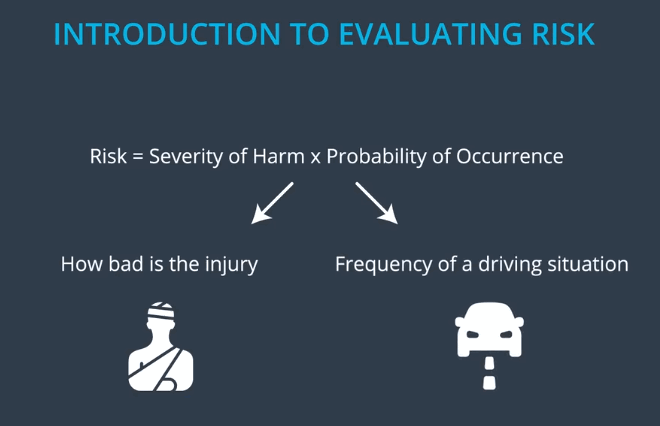 INTRODUCTION TO EVALUATING RISK
Risk = Severity of Harm x Probability of Occurrence
How bad is the injury
Frequency of a driving situation